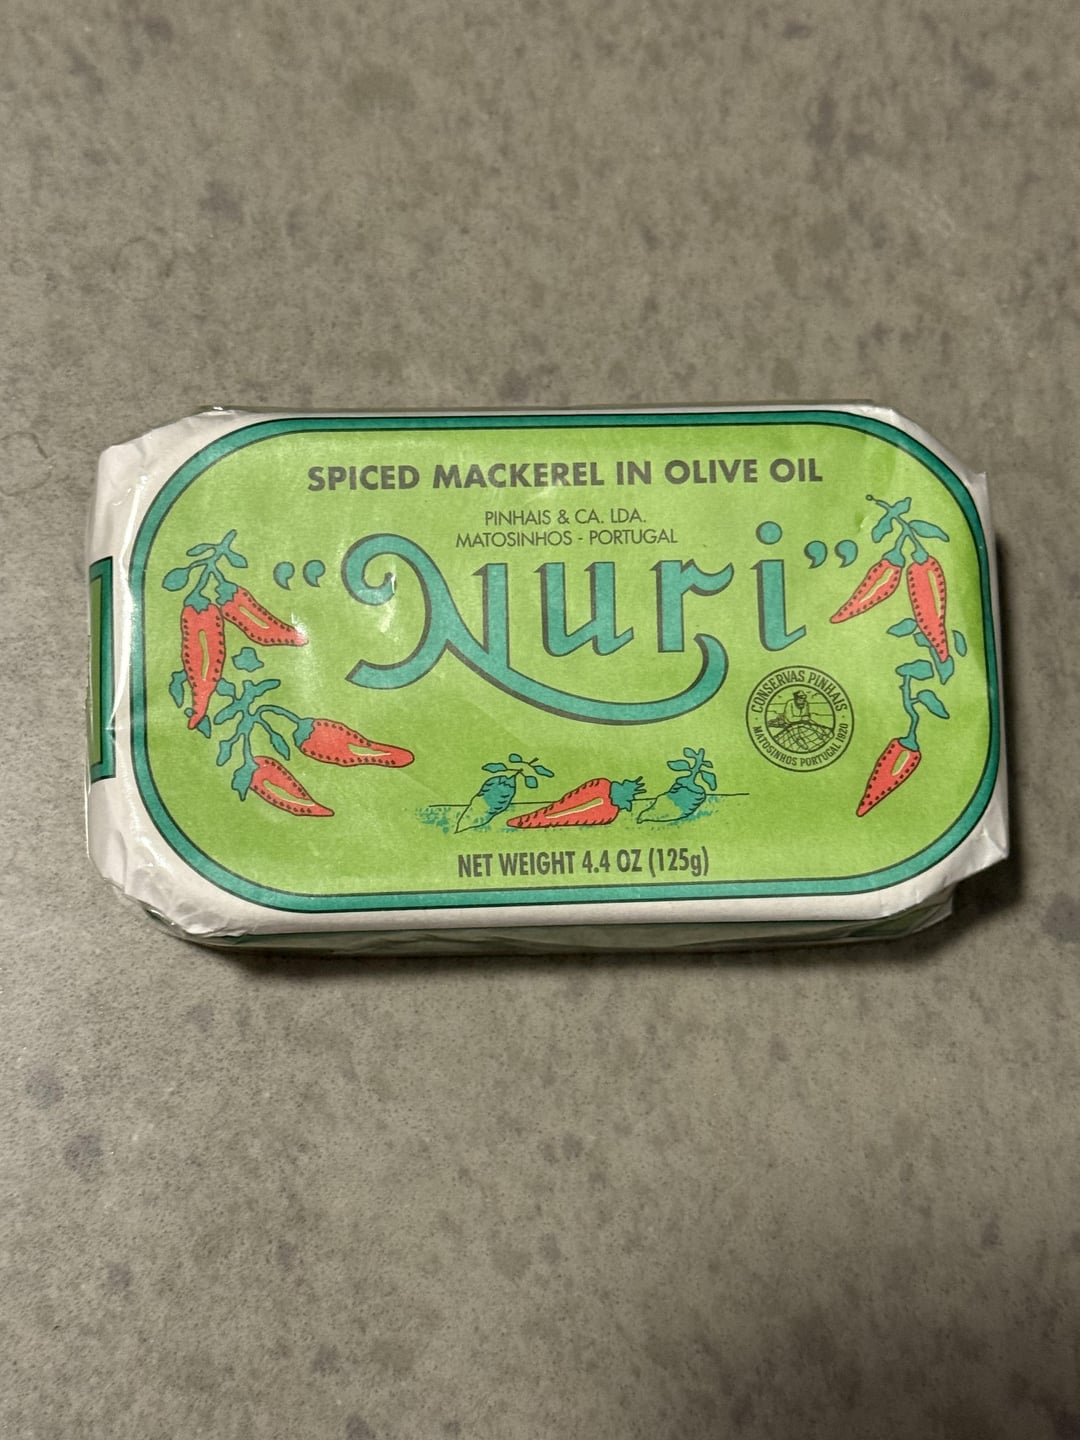 SPICED MACKEREL IN OLIVE OIL
PINHAIS & CA. LDA.
MATOSINHOS - PORTUGAL
“Nuri”
CONSERVAS PINHAIS
MATOSINHOS PORTUGAL 1920
NET WEIGHT 4.4 OZ (125g)